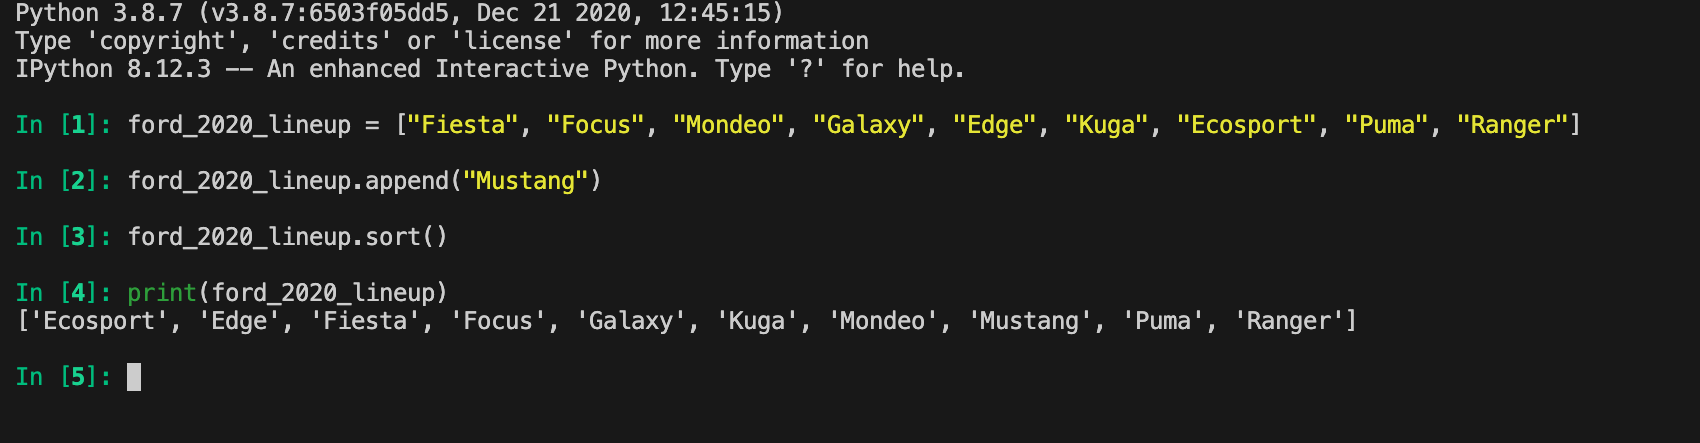 Python 3.8.7 (v3.8.7:6503f05dd5, Dec 21 2020, 12:45:15)
Type 'copyright', 'credits' or 'license' for more information
IPython 8.12.3 -- An enhanced Interactive Python. Type '?' for help.
In [1]: ford_2020_lineup = ["Fiesta", "Focus", "Mondeo", "Galaxy", "Edge", "Kuga", "Ecosport", "Puma", "Ranger"]
In [2]: ford_2020_lineup.append("Mustang")
In [3]: ford_2020_lineup.sort()
In [4]: print(ford_2020_lineup)
['Ecosport', 'Edge', 'Fiesta', 'Focus', 'Galaxy', 'Kuga', 'Mondeo', 'Mustang', 'Puma', 'Ranger']
In [5]: